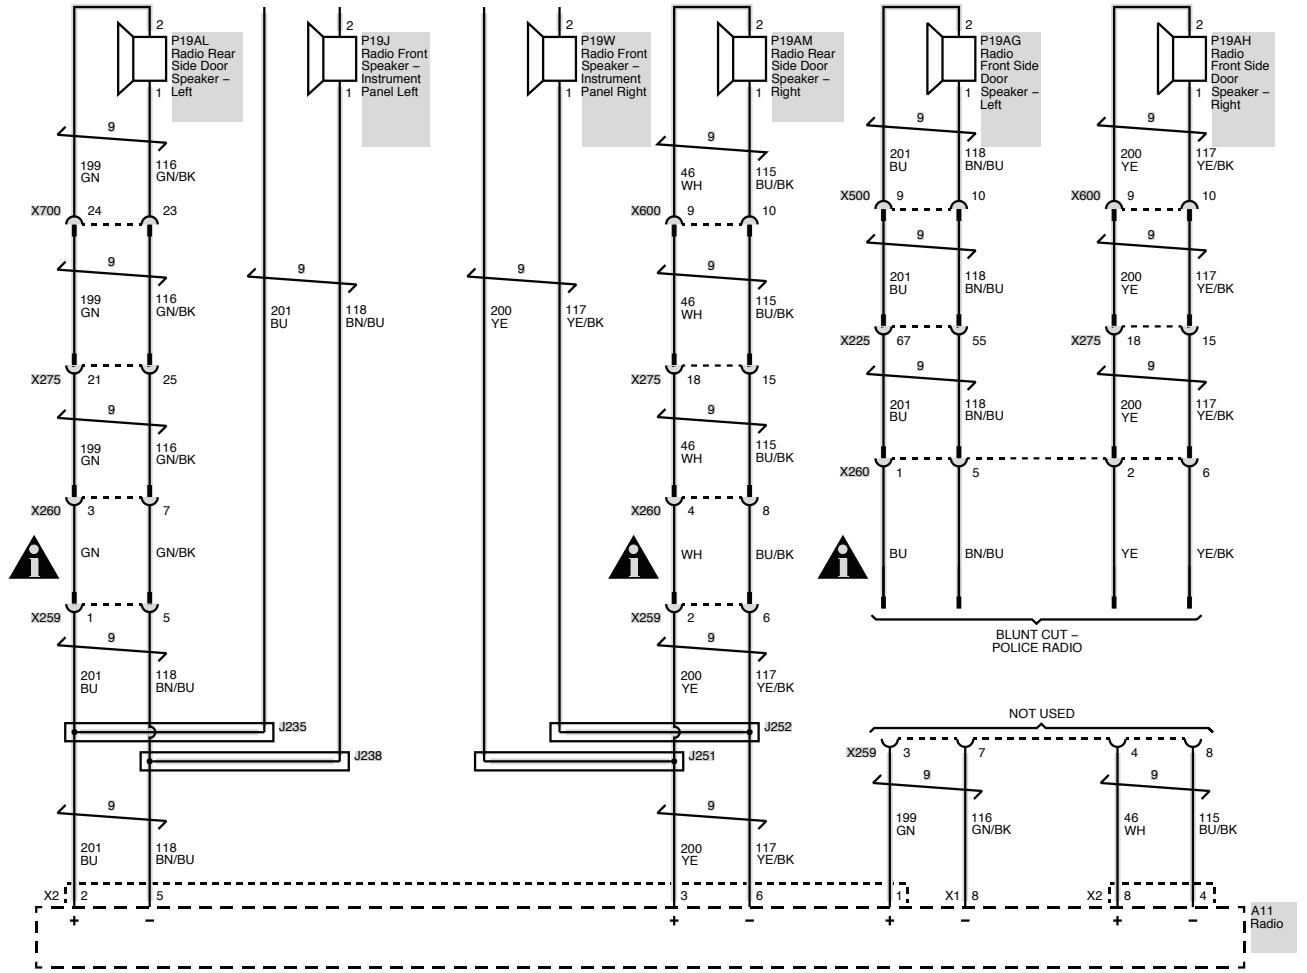 2
P19AL
Radio Rear
Side Door
Speaker –
Left
1
2
P19J
Radio Front
Speaker –
Instrument
Panel Left
1
2
P19W
Radio Front
Speaker –
Instrument
Panel Right
1
2
P19AM
Radio Rear
Side Door
Speaker –
Right
1
2
P19AG
Radio
Front Side
Door
Speaker –
Left
1
2
P19AH
Radio
Front Side
Door
Speaker –
Right
1
9
199
GN
116
GN/BK
9
46
WH
115
BU/BK
9
201
BU
118
BN/BU
9
200
YE
117
YE/BK
X700 24 23
X600 9 10
X500 9 10
X600 9 10
9
199
GN
116
GN/BK
9
201
BU
118
BN/BU
9
200
YE
117
YE/BK
9
46
WH
115
BU/BK
9
201
BU
118
BN/BU
9
200
YE
117
YE/BK
X275 21 25
X275 18 15
X225 67 55
X275 18 15
9
199
GN
116
GN/BK
9
46
WH
115
BU/BK
9
201
BU
118
BN/BU
9
200
YE
117
YE/BK
X260 3 7
X260 4 8
X260 1 5 2 6
i
GN
GN/BK
i
WH
BU/BK
i
BU
BN/BU
YE
YE/BK
X259 1 5
X259 2 6
BLUNT CUT –
POLICE RADIO
9
201
BU
118
BN/BU
9
200
YE
117
YE/BK
J235
J238
J252
J251
NOT USED
X259 3 7 4 8
9
201
BU
118
BN/BU
9
200
YE
117
YE/BK
9
199
GN
116
GN/BK
9
46
WH
115
BU/BK
X2 2 5 3 6 1 X1 8 X2 8 4
+ – + – + – + –
A11
Radio